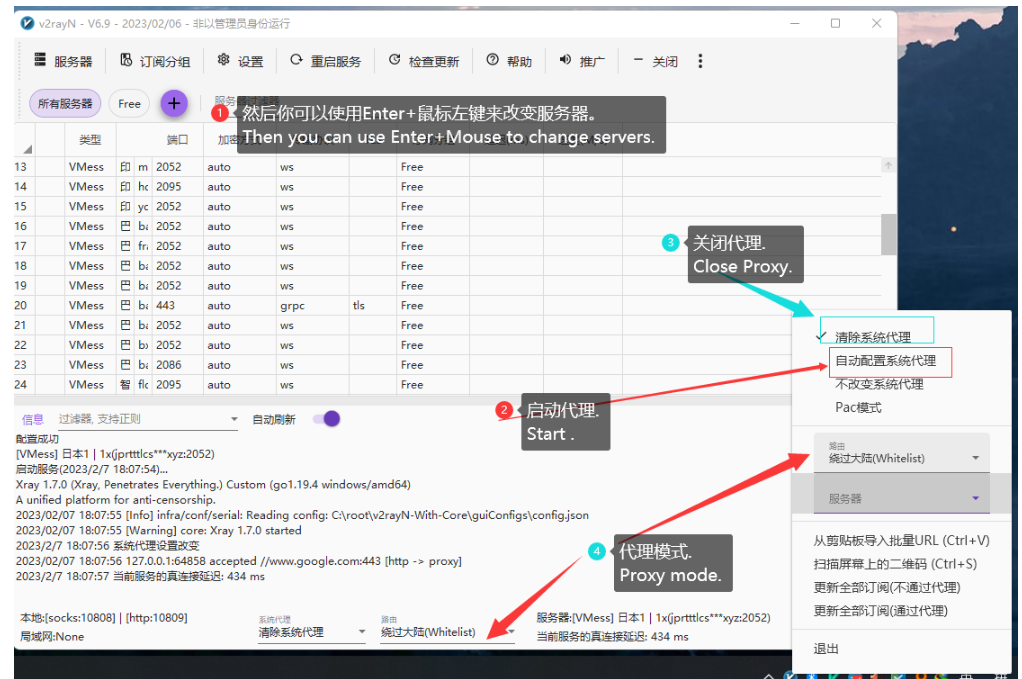 v2rayN - V6.9 - 2023/02/06 - 非以管理员身份运行
服务器 订阅分组 设置 重启服务 检查更新 帮助 推广 关闭
所有服务器 Free
1 然后你可以使用Enter+鼠标左键来改变服务器。
Then you can use Enter+Mouse to change servers.
类型 端口
13 VMess 印 m 2052 auto ws Free
14 VMess 印 hc 2095 auto ws Free
15 VMess 印 yc 2052 auto ws Free
16 VMess 巴 ba 2052 auto ws Free
17 VMess 巴 fra 2052 auto ws Free
18 VMess 巴 ba 2052 auto ws Free
19 VMess 巴 ba 2052 auto ws Free
20 VMess 巴 ba 443 auto grpc tls Free
21 VMess 巴 ba 2052 auto ws Free
22 VMess 巴 bx 2052 auto ws Free
23 VMess 巴 ba 2086 auto ws Free
24 VMess 智 flc 2095 auto ws Free
3 关闭代理.
Close Proxy.
清除系统代理
自动配置系统代理
不改变系统代理
Pac模式
2 启动代理.
Start .
路由
绕过大陆(Whitelist)
服务器
从剪贴板导入批量URL (Ctrl+V)
扫描屏幕上的二维码 (Ctrl+S)
更新全部订阅(不通过代理)
更新全部订阅(通过代理)
退出
信息 过滤器, 支持正则 自动刷新
配置成功
[VMess] 日本1 | 1x(jprtttlcs***xyz:2052)
启动服务(2023/2/7 18:07:54)...
Xray 1.7.0 (Xray, Penetrates Everything.) Custom (go1.19.4 windows/amd64)
A unified platform for anti-censorship.
2023/02/07 18:07:55 [Info] infra/conf/serial: Reading config: C:\root\v2rayN-With-Core\guiConfigs\config.json
2023/02/07 18:07:55 [Warning] core: Xray 1.7.0 started
2023/2/7 18:07:56 系统代理设置改变
2023/02/07 18:07:56 127.0.0.1:64858 accepted //www.google.com:443 [http -> proxy]
2023/2/7 18:07:57 当前服务的真连接延迟: 434 ms
4 代理模式.
Proxy mode.
本地:[socks:10808] | [http:10809]
局域网:None
系统代理
清除系统代理
路由
绕过大陆(Whitelist)
服务器:[VMess] 日本1 | 1x(jprtttlcs***xyz:2052)
当前服务的真连接延迟: 434 ms